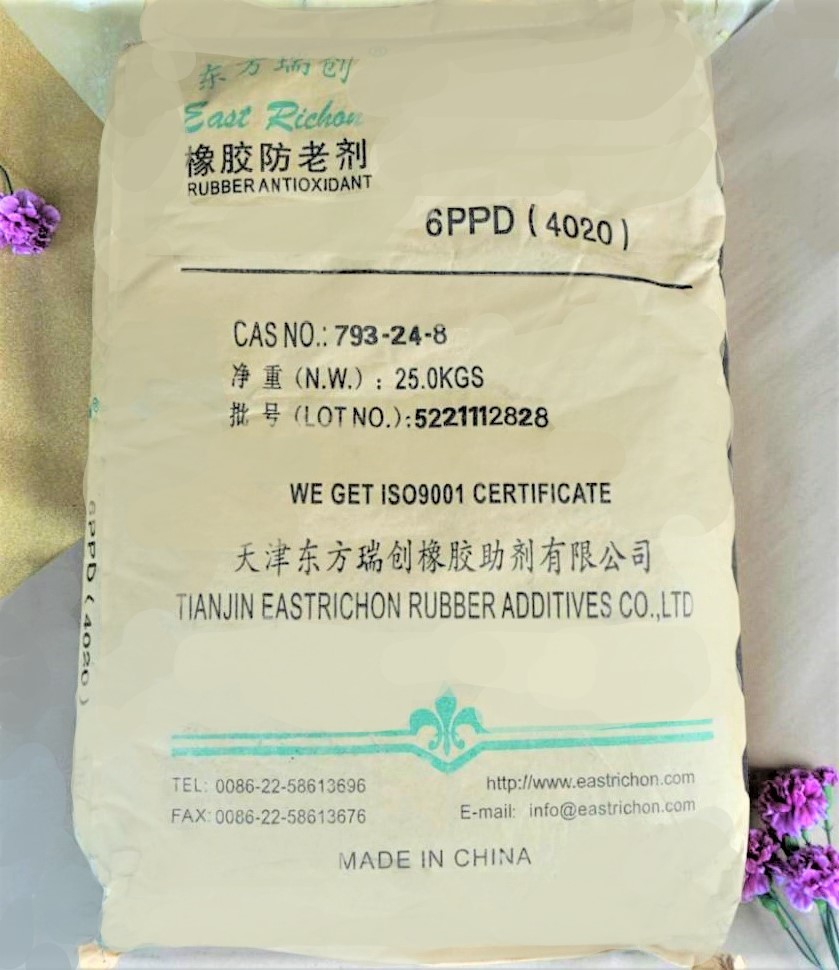 东方瑞创
East Richon
橡胶防老剂
RUBBER ANTIOXIDANT
6PPD (4020)
CAS NO.: 793-24-8
净 重 (N.W.) : 25.0KGS
批 号 (LOT NO.):5221112828
WE GET ISO9001 CERTIFICATE
天津东方瑞创橡胶助剂有限公司
TIANJIN EASTRICHON RUBBER ADDITIVES CO.,LTD
6PPD (4020)
TEL: 0086-22-58613696
http://www.eastrichon.com
FAX: 0086-22-58613676
E-mail: info@eastrichon.com
MADE IN CHINA